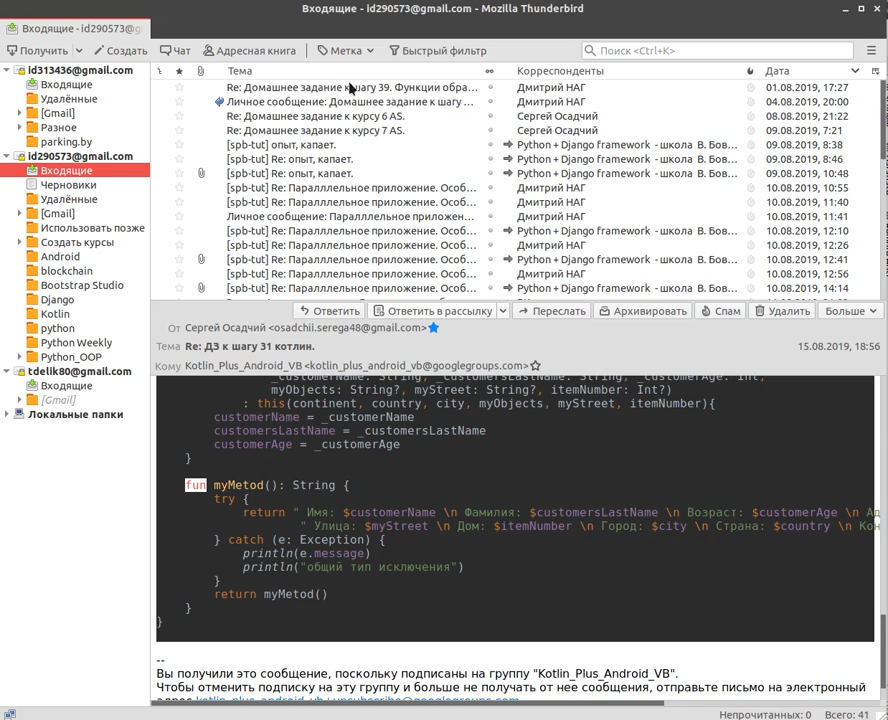 Входящие - id290573@gmail.com - Mozilla Thunderbird
Входящие - id290573@g
Получить Создать Чат Адресная книга Метка Быстрый фильтр Поиск <Ctrl+K>
id313436@gmail.com
Входящие
Удалённые
[Gmail]
Разное
parking.by
id290573@gmail.com
Входящие
Черновики
Удалённые
[Gmail]
Использовать позже
Создать курсы
Android
blockchain
Bootstrap Studio
Django
Kotlin
python
Python Weekly
Python_OOP
tdelik80@gmail.com
Входящие
[Gmail]
Локальные папки
Тема Корреспонденты Дата
Re: Домашнее задание к шагу 39. Функции обра... Дмитрий НАГ 01.08.2019, 17:27
Личное сообщение: Домашнее задание к шагу ... Дмитрий НАГ 04.08.2019, 20:00
Re: Домашнее задание к курсу 6 AS. Сергей Осадчий 08.08.2019, 21:22
Re: Домашнее задание к курсу 7 AS. Сергей Осадчий 09.08.2019, 7:21
[spb-tut] опыт, капает. Python + Django framework - школа В. Бов... 09.08.2019, 8:38
[spb-tut] Re: опыт, капает. Python + Django framework - школа В. Бов... 09.08.2019, 8:46
[spb-tut] Re: опыт, капает. Python + Django framework - школа В. Бов... 09.08.2019, 10:48
[spb-tut] Re: Параллельное приложение. Особ... Дмитрий НАГ 10.08.2019, 10:55
[spb-tut] Re: Параллельное приложение. Особ... Дмитрий НАГ 10.08.2019, 11:40
Личное сообщение: Параллельное приложен... Дмитрий НАГ 10.08.2019, 11:41
[spb-tut] Re: Параллельное приложение. Особ... Python + Django framework - школа В. Бов... 10.08.2019, 12:10
[spb-tut] Re: Параллельное приложение. Особ... Дмитрий НАГ 10.08.2019, 12:26
[spb-tut] Re: Параллельное приложение. Особ... Python + Django framework - школа В. Бов... 10.08.2019, 12:41
[spb-tut] Re: Параллельное приложение. Особ... Дмитрий НАГ 10.08.2019, 12:56
[spb-tut] Re: Параллельное приложение. Особ... Python + Django framework - школа В. Бов... 10.08.2019, 14:14
Ответить Ответить в рассылку Переслать Архивировать Спам Удалить Больше
От Сергей Осадчий <osadchii.serega48@gmail.com>
Тема Re: ДЗ к шагу 31 котлин. 15.08.2019, 18:56
Кому Kotlin_Plus_Android_VB <kotlin_plus_android_vb@googlegroups.com>
_customerName: String, _customersLastName: String, _customerAge: Int,
myObjects: String?, myStreet: String?, itemNumber: Int?)
: this(continent, country, city, myObjects, myStreet, itemNumber){
customerName = _customerName
customersLastName = _customersLastName
customerAge = _customerAge
}
fun myMetod(): String {
try {
return " Имя: $customerName \n Фамилия: $customersLastName \n Возраст: $customerAge \n Ад
" Улица: $myStreet \n Дом: $itemNumber \n Город: $city \n Страна: $country \n Кон
} catch (e: Exception) {
println(e.message)
println("общий тип исключения")
}
return myMetod()
}
}
--
Вы получили это сообщение, поскольку подписаны на группу "Kotlin_Plus_Android_VB".
Чтобы отменить подписку на эту группу и больше не получать от нее сообщения, отправьте письмо на электронный
адрес kotlin_plus_android_vb+unsubscribe@googlegroups.com
Непрочитанных: 0 Всего: 41